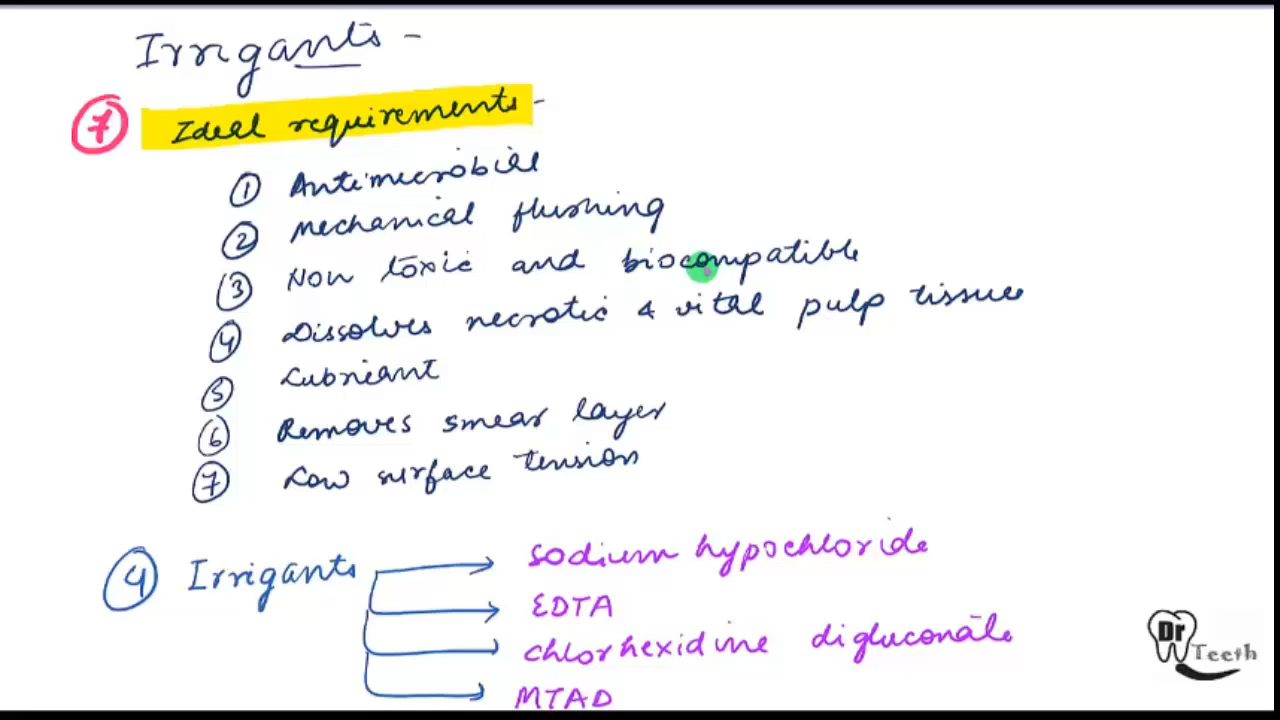 Irrigants -
7 Ideal requirements -
1 Antimicrobial
2 Mechanical flushing
3 Non toxic and biocompatible
4 Dissolves necrotic & vital pulp tissue
5 Lubricant
6 Removes smear layer
7 Low surface tension
4 Irrigants
sodium hypochloride
EDTA
chlorhexidine digluconate
MTAD
Dr Teeth